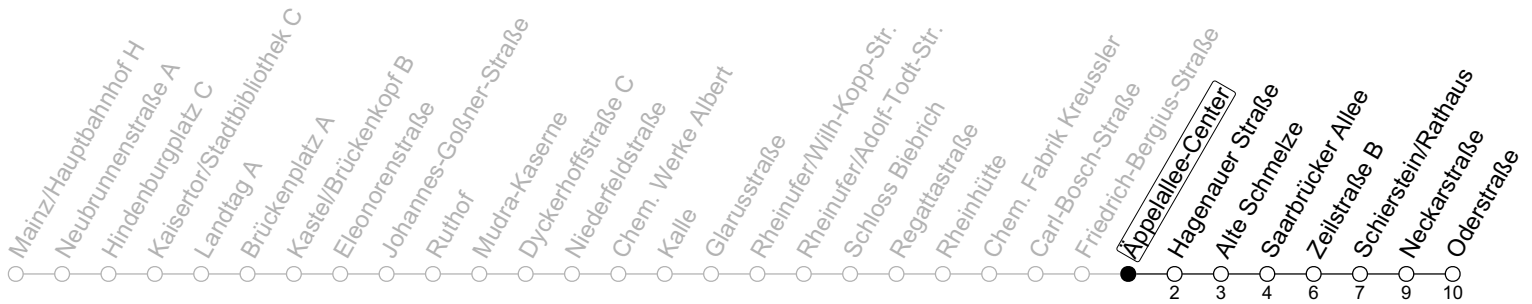 Mainz/Hauptbahnhof H
Neubrunnenstraße A
Hindenburgplatz C
Kaisertor/Stadtbibliothek C
Landtag A
Brückenplatz A
Kastel/Brückenkopf B
Eleonorenstraße
Johannes-Goßner-Straße
Ruthof
Mudra-Kaserne
Dyckerhoffstraße C
Niederfeldstraße
Chem. Werke Albert
Kalle
Glarusstraße
Rheinufer/Wilh-Kopp-Str.
Rheinufer/Adolf-Todt-Str.
Schloss Biebrich
Regattastraße
Rheinhütte
Chem. Fabrik Kreussler
Carl-Bosch-Straße
Friedrich-Bergius-Straße
Äppelallee-Center
Hagenauer Straße
Alte Schmelze
Saarbrücker Allee
Zeilstraße B
Schierstein/Rathaus
Neckarstraße
Oderstraße
2 3 4 6 7 9 10